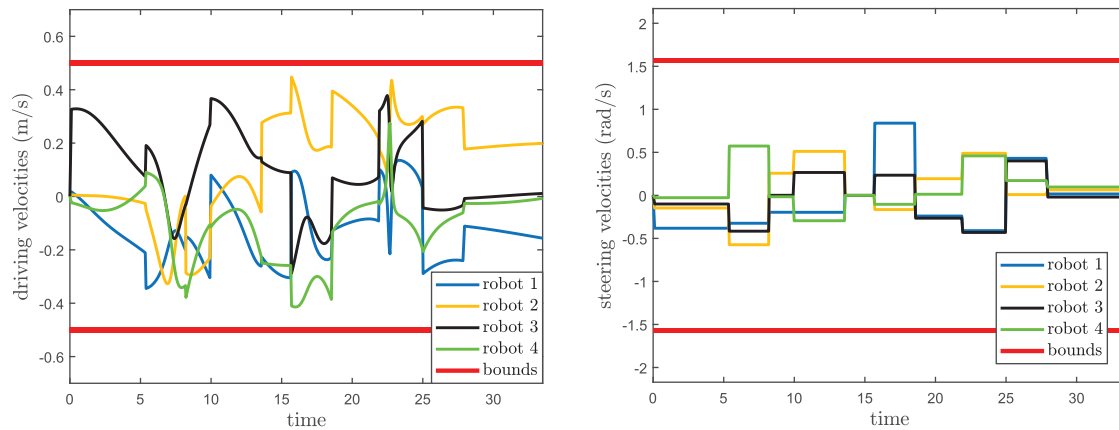 driving velocities (m/s)
0.6
0.4
0.2
0
-0.2
-0.4
-0.6
0 5 10 15 20 25 30
time
robot 1
robot 2
robot 3
robot 4
bounds
steering velocities (rad/s)
2
1.5
1
0.5
0
-0.5
-1
-1.5
-2
0 5 10 15 20 25 30
time
robot 1
robot 2
robot 3
robot 4
bounds